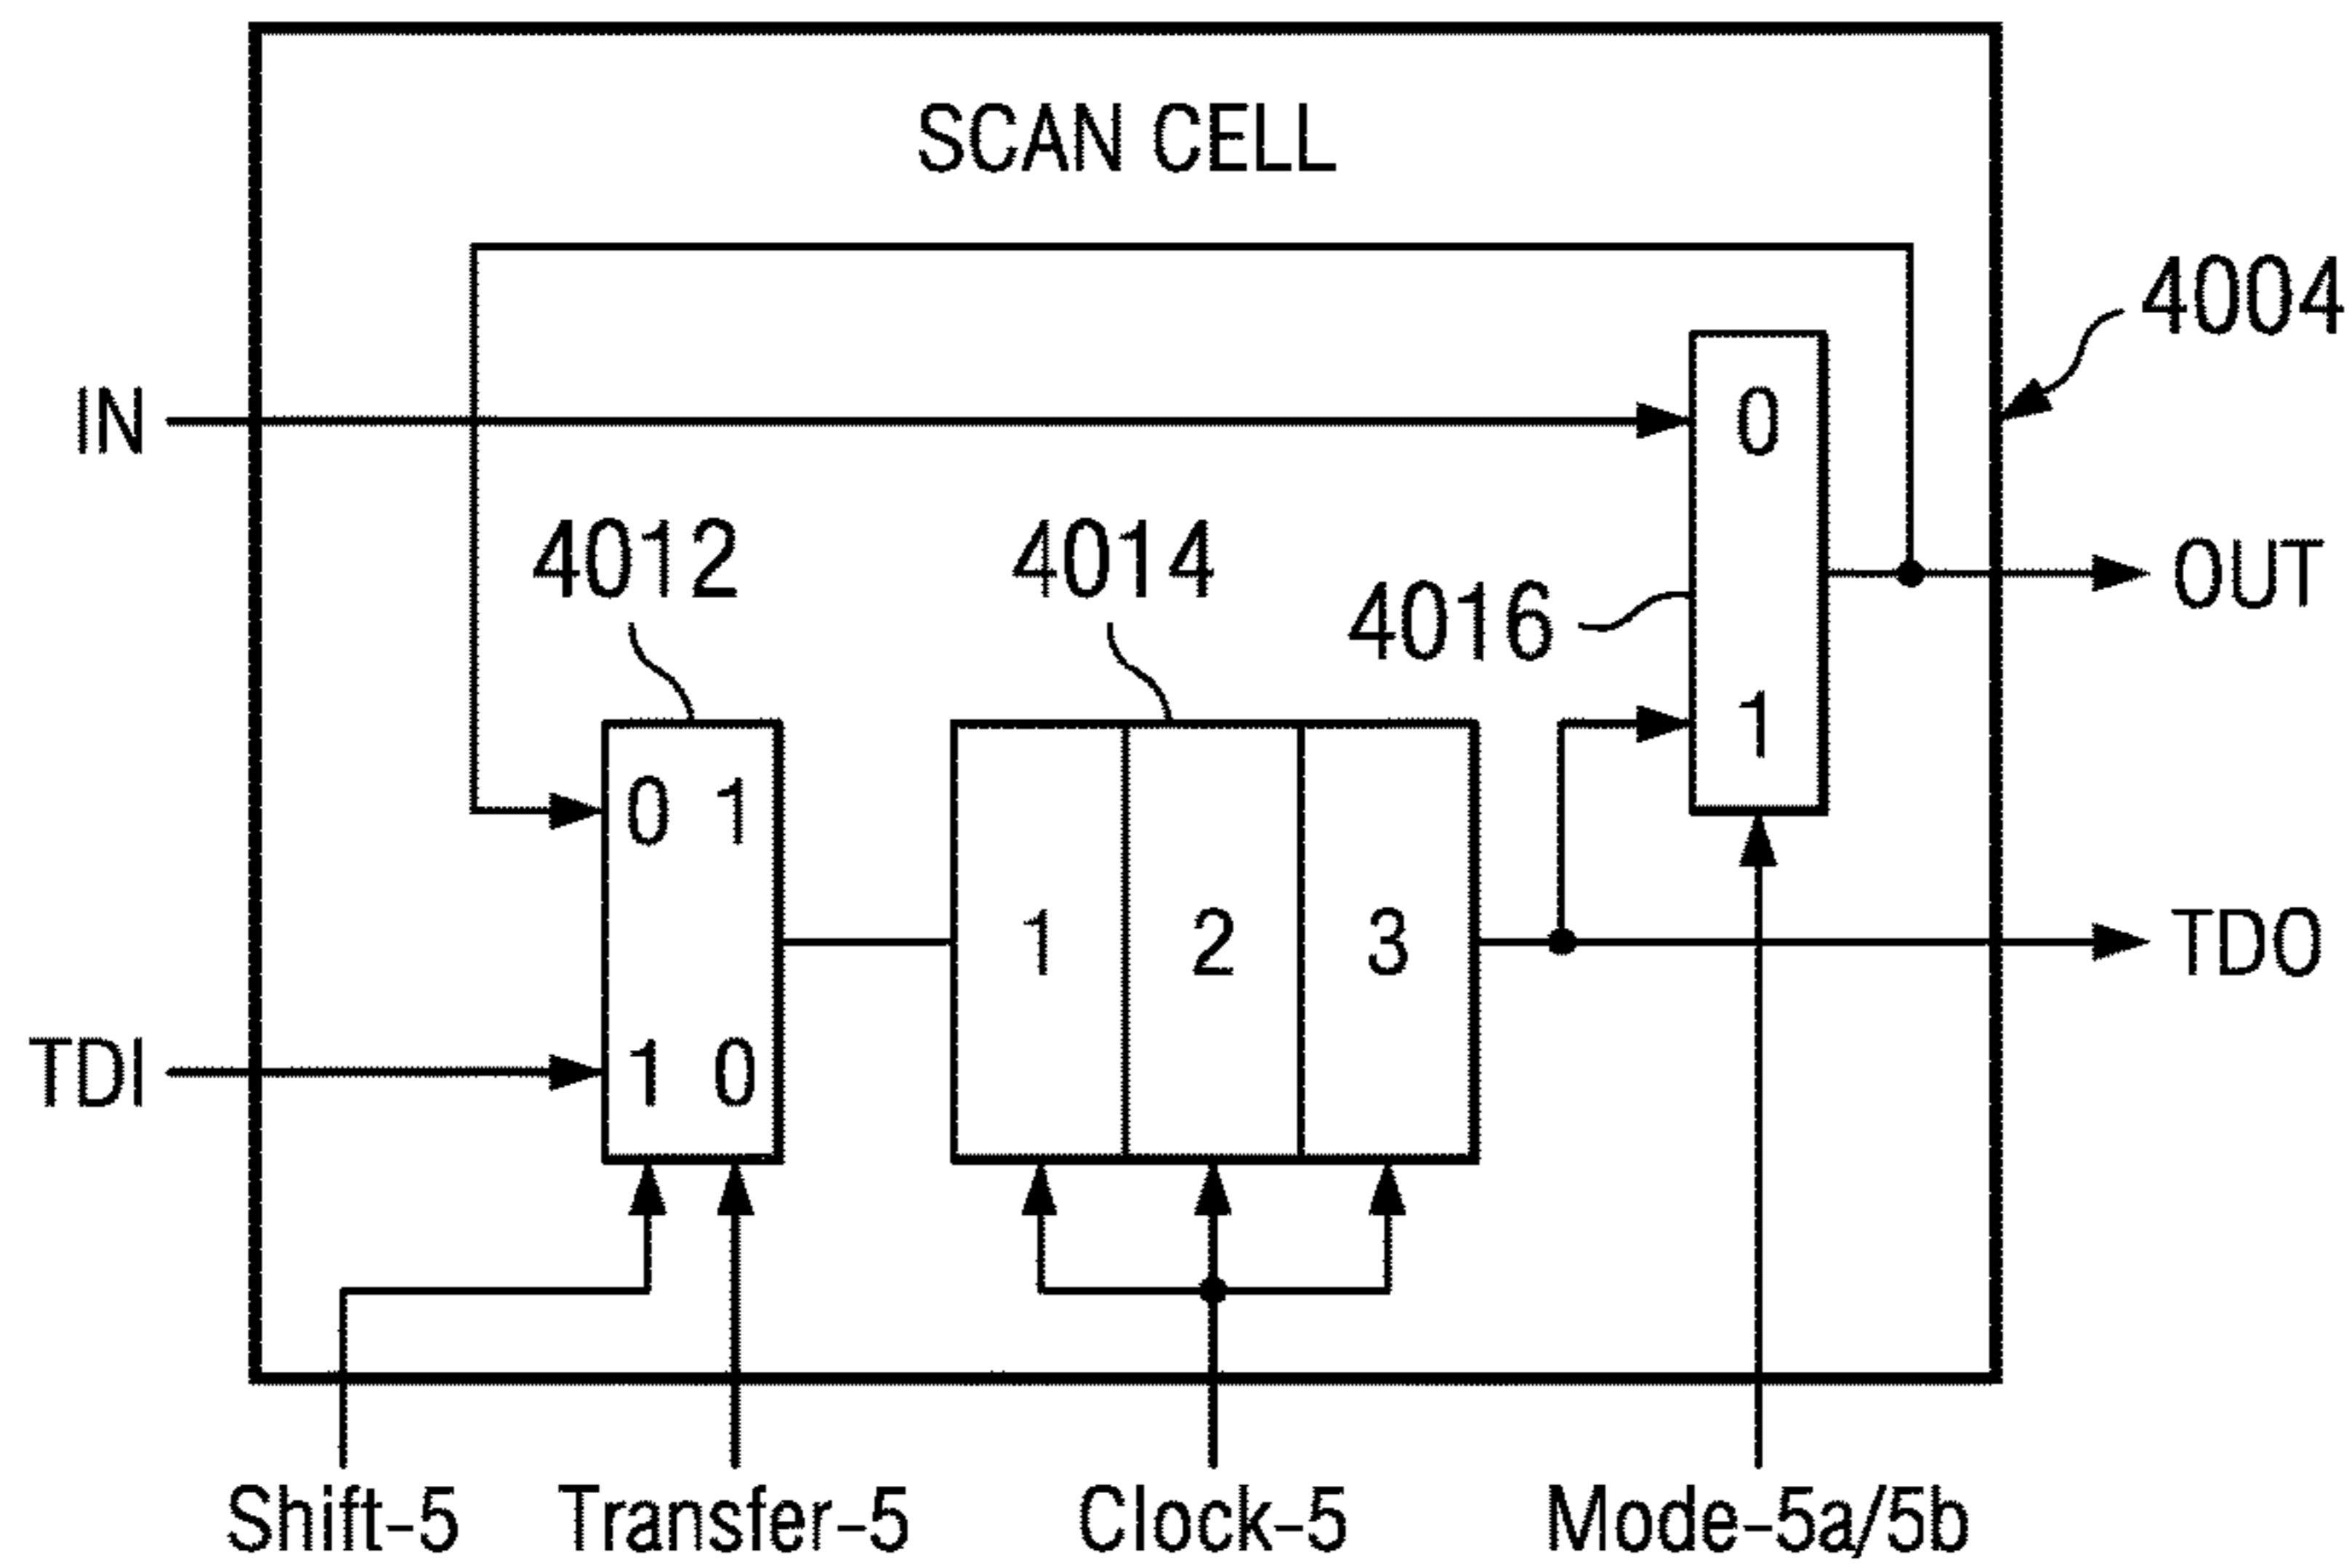 SCAN CELL
4004
IN
4012
4014
4016
0
1
OUT
0 1
1 0
1
2
3
TDO
TDI
Shift-5
Transfer-5
Clock-5
Mode-5a/5b